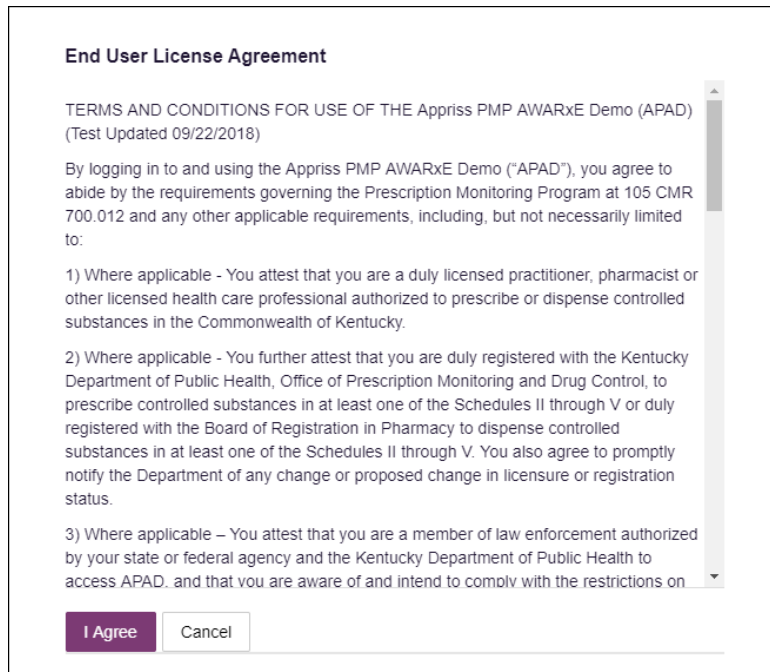 End User License Agreement
TERMS AND CONDITIONS FOR USE OF THE Appriss PMP AWARxE Demo (APAD)
(Test Updated 09/22/2018)
By logging in to and using the Appriss PMP AWARxE Demo (“APAD”), you agree to
abide by the requirements governing the Prescription Monitoring Program at 105 CMR
700.012 and any other applicable requirements, including, but not necessarily limited
to:
1) Where applicable - You attest that you are a duly licensed practitioner, pharmacist or
other licensed health care professional authorized to prescribe or dispense controlled
substances in the Commonwealth of Kentucky.
2) Where applicable - You further attest that you are duly registered with the Kentucky
Department of Public Health, Office of Prescription Monitoring and Drug Control, to
prescribe controlled substances in at least one of the Schedules II through V or duly
registered with the Board of Registration in Pharmacy to dispense controlled
substances in at least one of the Schedules II through V. You also agree to promptly
notify the Department of any change or proposed change in licensure or registration
status.
3) Where applicable – You attest that you are a member of law enforcement authorized
by your state or federal agency and the Kentucky Department of Public Health to
access APAD, and that you are aware of and intend to comply with the restrictions on
I Agree
Cancel